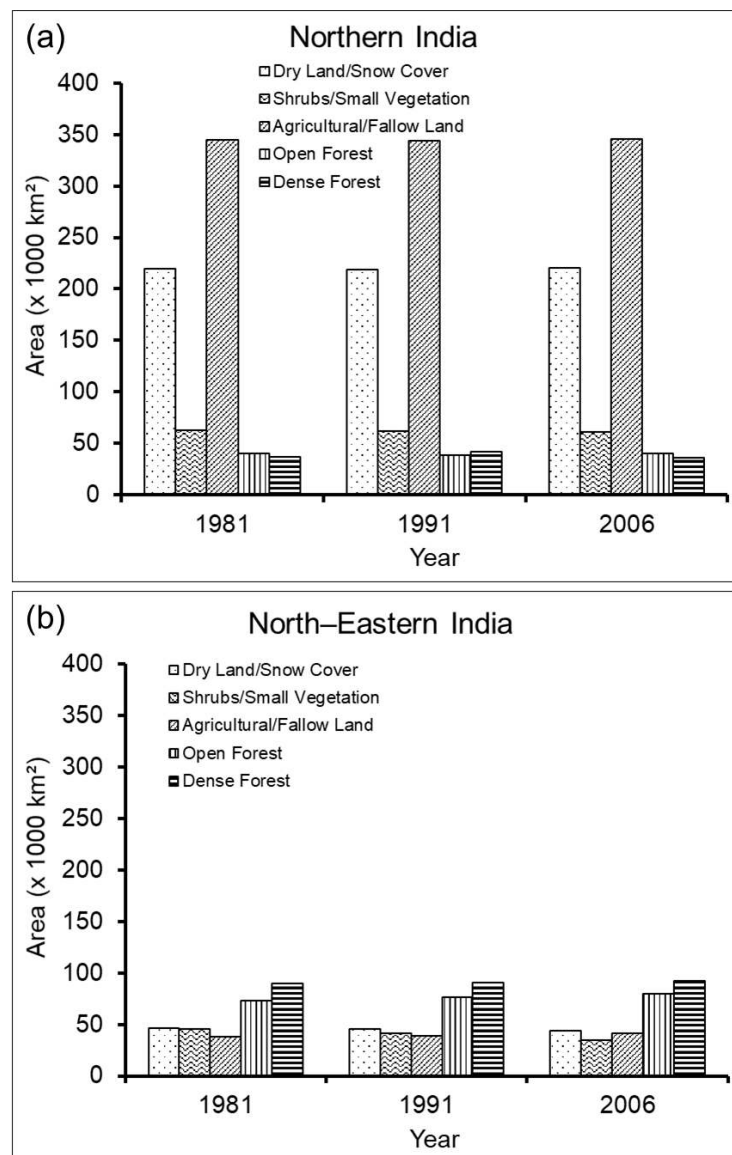 (a)
Northern India
Dry Land/Snow Cover
Shrubs/Small Vegetation
Agricultural/Fallow Land
Open Forest
Dense Forest
Area (x 1000 km²)
400
350
300
250
200
150
100
50
0
1981 1991 2006
Year
(b)
North–Eastern India
Dry Land/Snow Cover
Shrubs/Small Vegetation
Agricultural/Fallow Land
Open Forest
Dense Forest
Area (x 1000 km²)
400
350
300
250
200
150
100
50
0
1981 1991 2006
Year